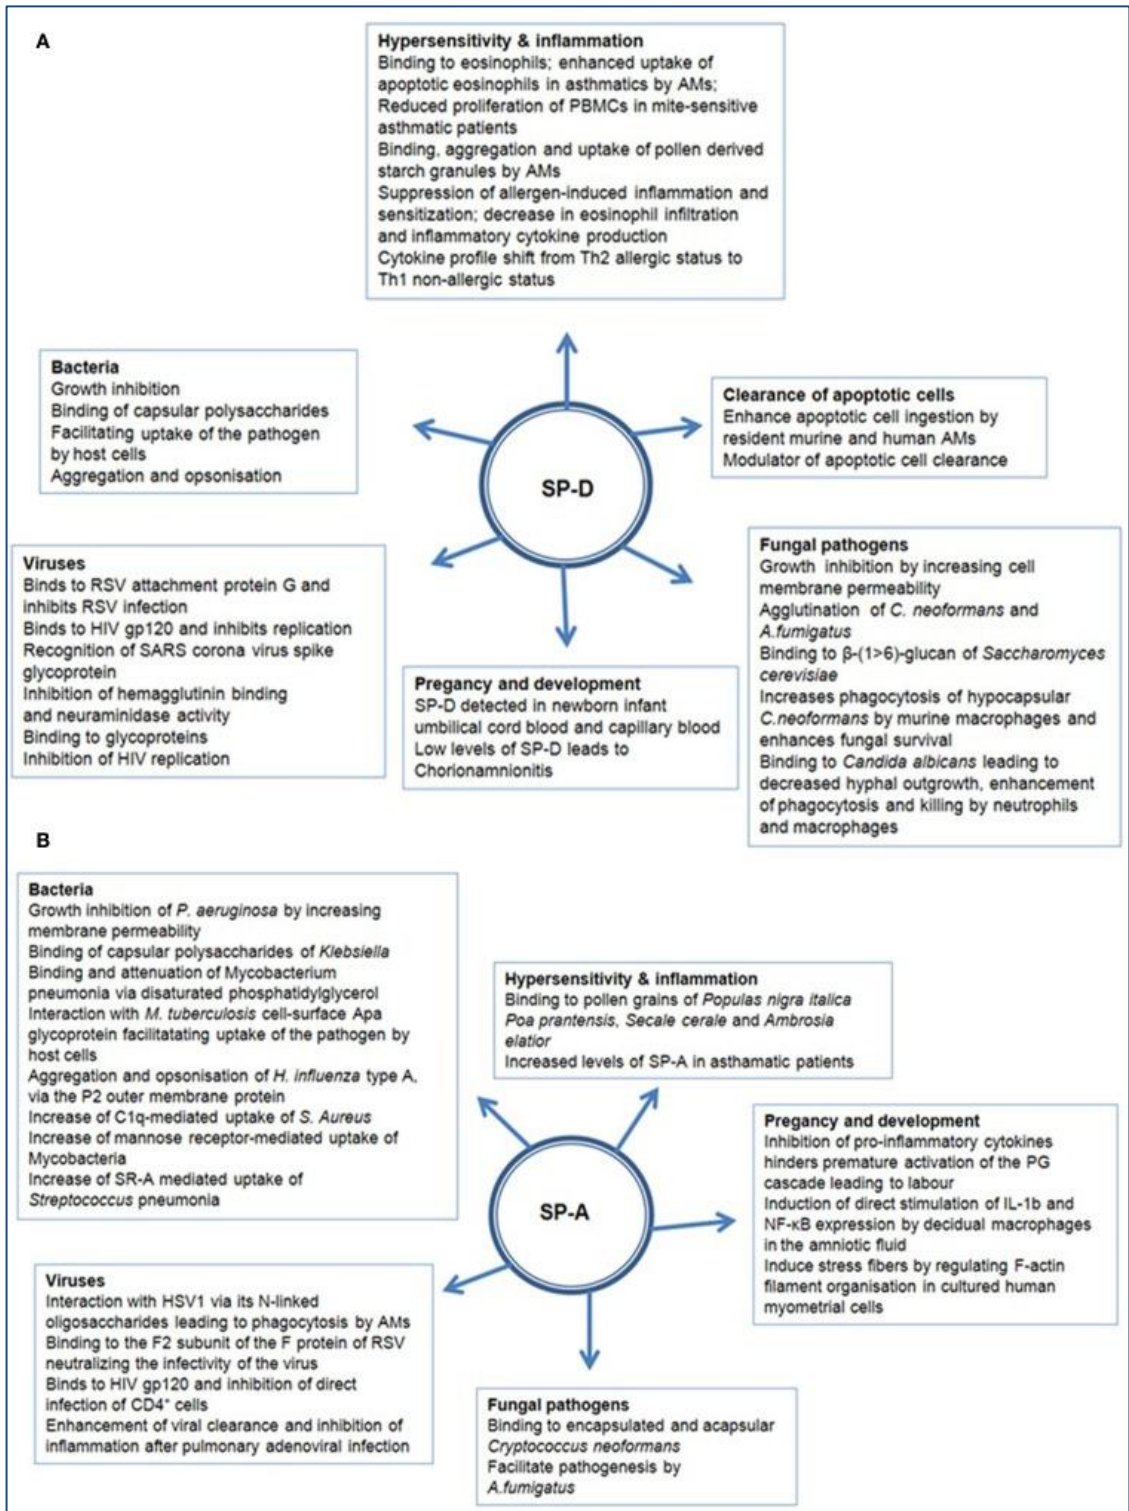 A
Hypersensitivity & inflammation
Binding to eosinophils; enhanced uptake of
apoptotic eosinophils in asthmatics by AMs;
Reduced proliferation of PBMCs in mite-sensitive
asthmatic patients
Binding, aggregation and uptake of pollen derived
starch granules by AMs
Suppression of allergen-induced inflammation and
sensitization; decrease in eosinophil infiltration
and inflammatory cytokine production
Cytokine profile shift from Th2 allergic status to
Th1 non-allergic status
Bacteria
Growth inhibition
Binding of capsular polysaccharides
Facilitating uptake of the pathogen
by host cells
Aggregation and opsonisation
Clearance of apoptotic cells
Enhance apoptotic cell ingestion by
resident murine and human AMs
Modulator of apoptotic cell clearance
SP-D
Viruses
Binds to RSV attachment protein G and
inhibits RSV infection
Binds to HIV gp120 and inhibits replication
Recognition of SARS corona virus spike
glycoprotein
Inhibition of hemagglutinin binding
and neuraminidase activity
Binding to glycoproteins
Inhibition of HIV replication
Pregancy and development
SP-D detected in newborn infant
umbilical cord blood and capillary blood
Low levels of SP-D leads to
Chorionamnionitis
Fungal pathogens
Growth inhibition by increasing cell
membrane permeability
Agglutination of C. neoformans and
A.fumigatus
Binding to β-(1>6)-glucan of Saccharomyces
cerevisiae
Increases phagocytosis of hypocapsular
C.neoformans by murine macrophages and
enhances fungal survival
Binding to Candida albicans leading to
decreased hyphal outgrowth, enhancement
of phagocytosis and killing by neutrophils
and macrophages
B
Bacteria
Growth inhibition of P. aeruginosa by increasing
membrane permeability
Binding of capsular polysaccharides of Klebsiella
Binding and attenuation of Mycobacterium
pneumonia via disaturated phosphatidylglycerol
Interaction with M. tuberculosis cell-surface Apa
glycoprotein facilitatating uptake of the pathogen by
host cells
Aggregation and opsonisation of H. influenza type A,
via the P2 outer membrane protein
Increase of C1q-mediated uptake of S. Aureus
Increase of mannose receptor-mediated uptake of
Mycobacteria
Increase of SR-A mediated uptake of
Streptococcus pneumonia
Hypersensitivity & inflammation
Binding to pollen grains of Populas nigra italica
Poa prantensis, Secale cerale and Ambrosia
elatior
Increased levels of SP-A in asthamatic patients
SP-A
Pregancy and development
Inhibition of pro-inflammatory cytokines
hinders premature activation of the PG
cascade leading to labour
Induction of direct stimulation of IL-1b and
NF-κB expression by decidual macrophages
in the amniotic fluid
Induce stress fibers by regulating F-actin
filament organisation in cultured human
myometrial cells
Viruses
Interaction with HSV1 via its N-linked
oligosaccharides leading to phagocytosis by AMs
Binding to the F2 subunit of the F protein of RSV
neutralizing the infectivity of the virus
Binds to HIV gp120 and inhibition of direct
infection of CD4⁺ cells
Enhancement of viral clearance and inhibition of
inflammation after pulmonary adenoviral infection
Fungal pathogens
Binding to encapsulated and acapsular
Cryptococcus neoformans
Facilitate pathogenesis by
A.fumigatus